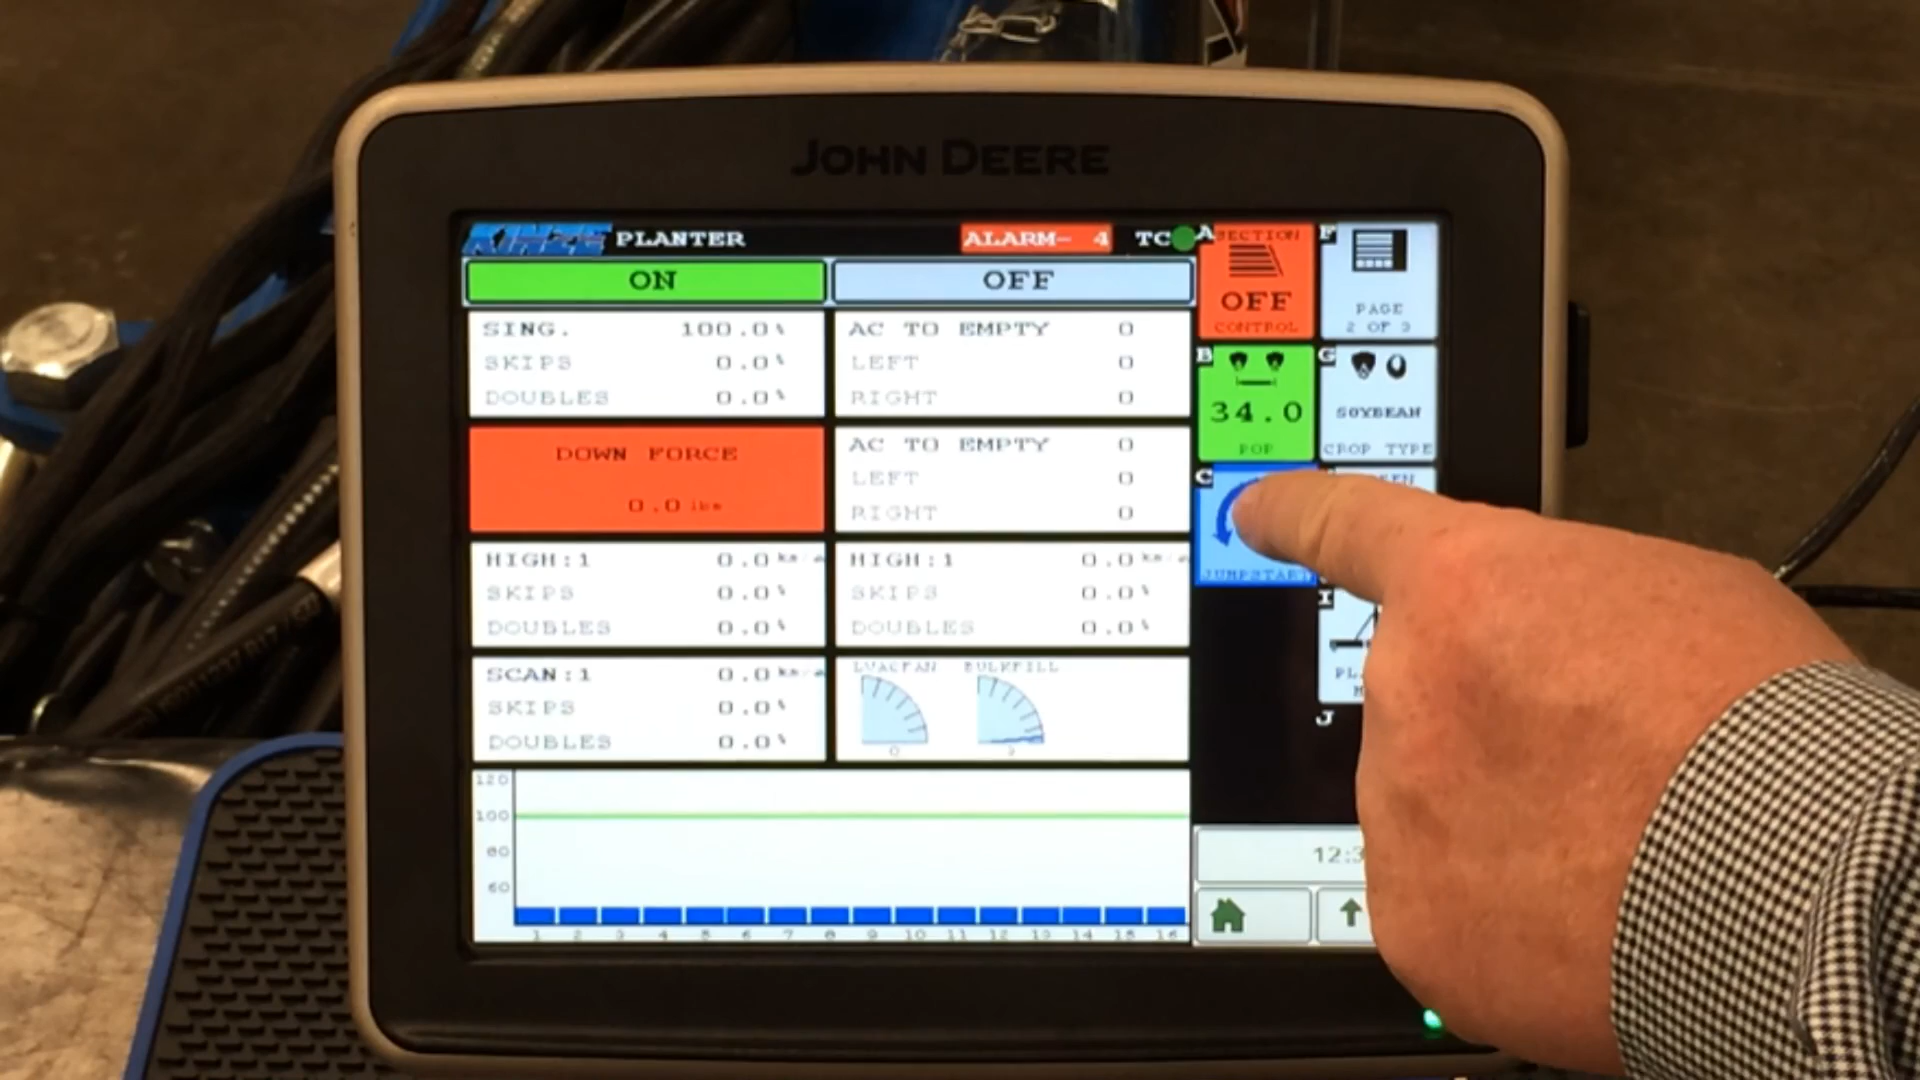 JOHN DEERE
KINZE PLANTER ALARM- 4 TC
ON OFF
SING. 100.0%
SKIPS 0.0%
DOUBLES 0.0%
AC TO EMPTY 0
LEFT 0
RIGHT 0
DOWN FORCE
0.0 lbs
AC TO EMPTY 0
LEFT 0
RIGHT 0
HIGH:1 0.0
SKIPS 0.0%
DOUBLES 0.0%
HIGH:1 0.0
SKIPS 0.0%
DOUBLES 0.0%
SCAN:1 0.0
SKIPS 0.0%
DOUBLES 0.0%
BULKFILL
0
120
100
80
60
1 2 3 4 5 6 7 8 9 10 11 12 13 14 15 16
A SECTION
OFF
CONTROL
F
PAGE
2 OF 3
B
34.0
POP
G
SOYBEAN
CROP TYPE
C
JUMPSTART
I
J